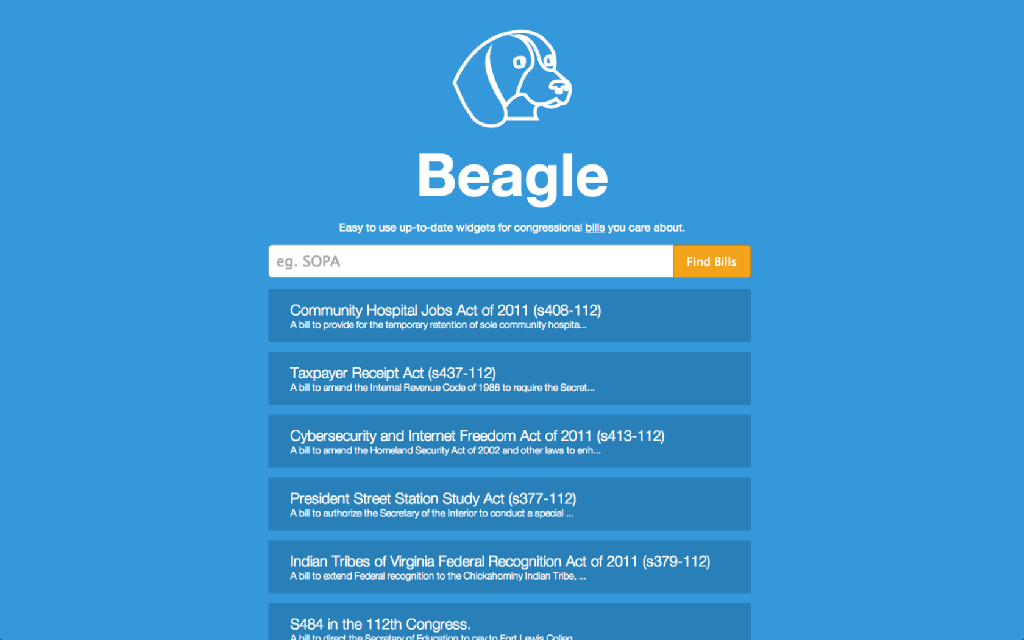 Beagle
Easy to use up-to-date widgets for congressional bills you care about.
eg. SOPA
Find Bills
Community Hospital Jobs Act of 2011 (s408-112)
A bill to provide for the temporary retention of sole community hospita...
Taxpayer Receipt Act (s437-112)
A bill to amend the Internal Revenue Code of 1986 to require the Secret...
Cybersecurity and Internet Freedom Act of 2011 (s413-112)
A bill to amend the Homeland Security Act of 2002 and other laws to enh...
President Street Station Study Act (s377-112)
A bill to authorize the Secretary of the Interior to conduct a special ...
Indian Tribes of Virginia Federal Recognition Act of 2011 (s379-112)
A bill to extend Federal recognition to the Chickahominy Indian Tribe, ...
S484 in the 112th Congress.
A bill to direct the Secretary of Education to pay to Fort Lewis Colleg...